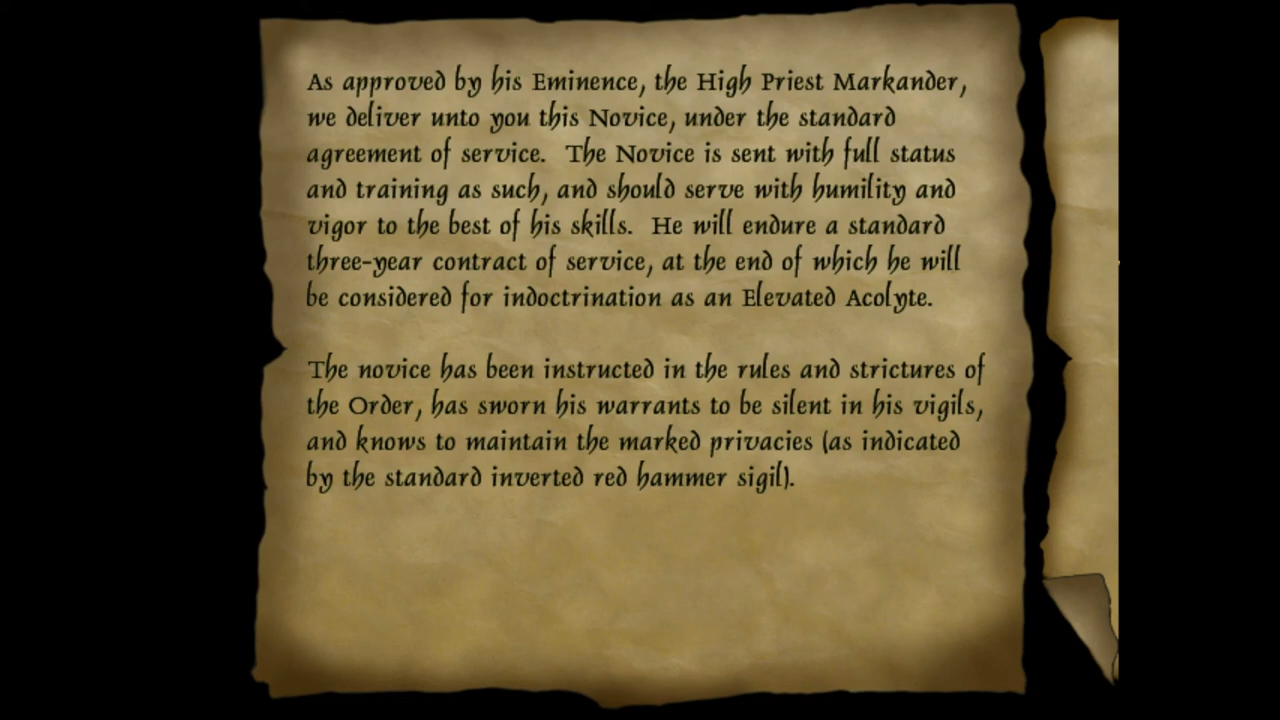 As approved by his Eminence, the High Priest Markander,
we deliver unto you this Novice, under the standard
agreement of service.  The Novice is sent with full status
and training as such, and should serve with humility and
vigor to the best of his skills.  He will endure a standard
three-year contract of service, at the end of which he will
be considered for indoctrination as an Elevated Acolyte.

The novice has been instructed in the rules and strictures of
the Order, has sworn his warrants to be silent in his vigils,
and knows to maintain the marked privacies (as indicated
by the standard inverted red hammer sigil).